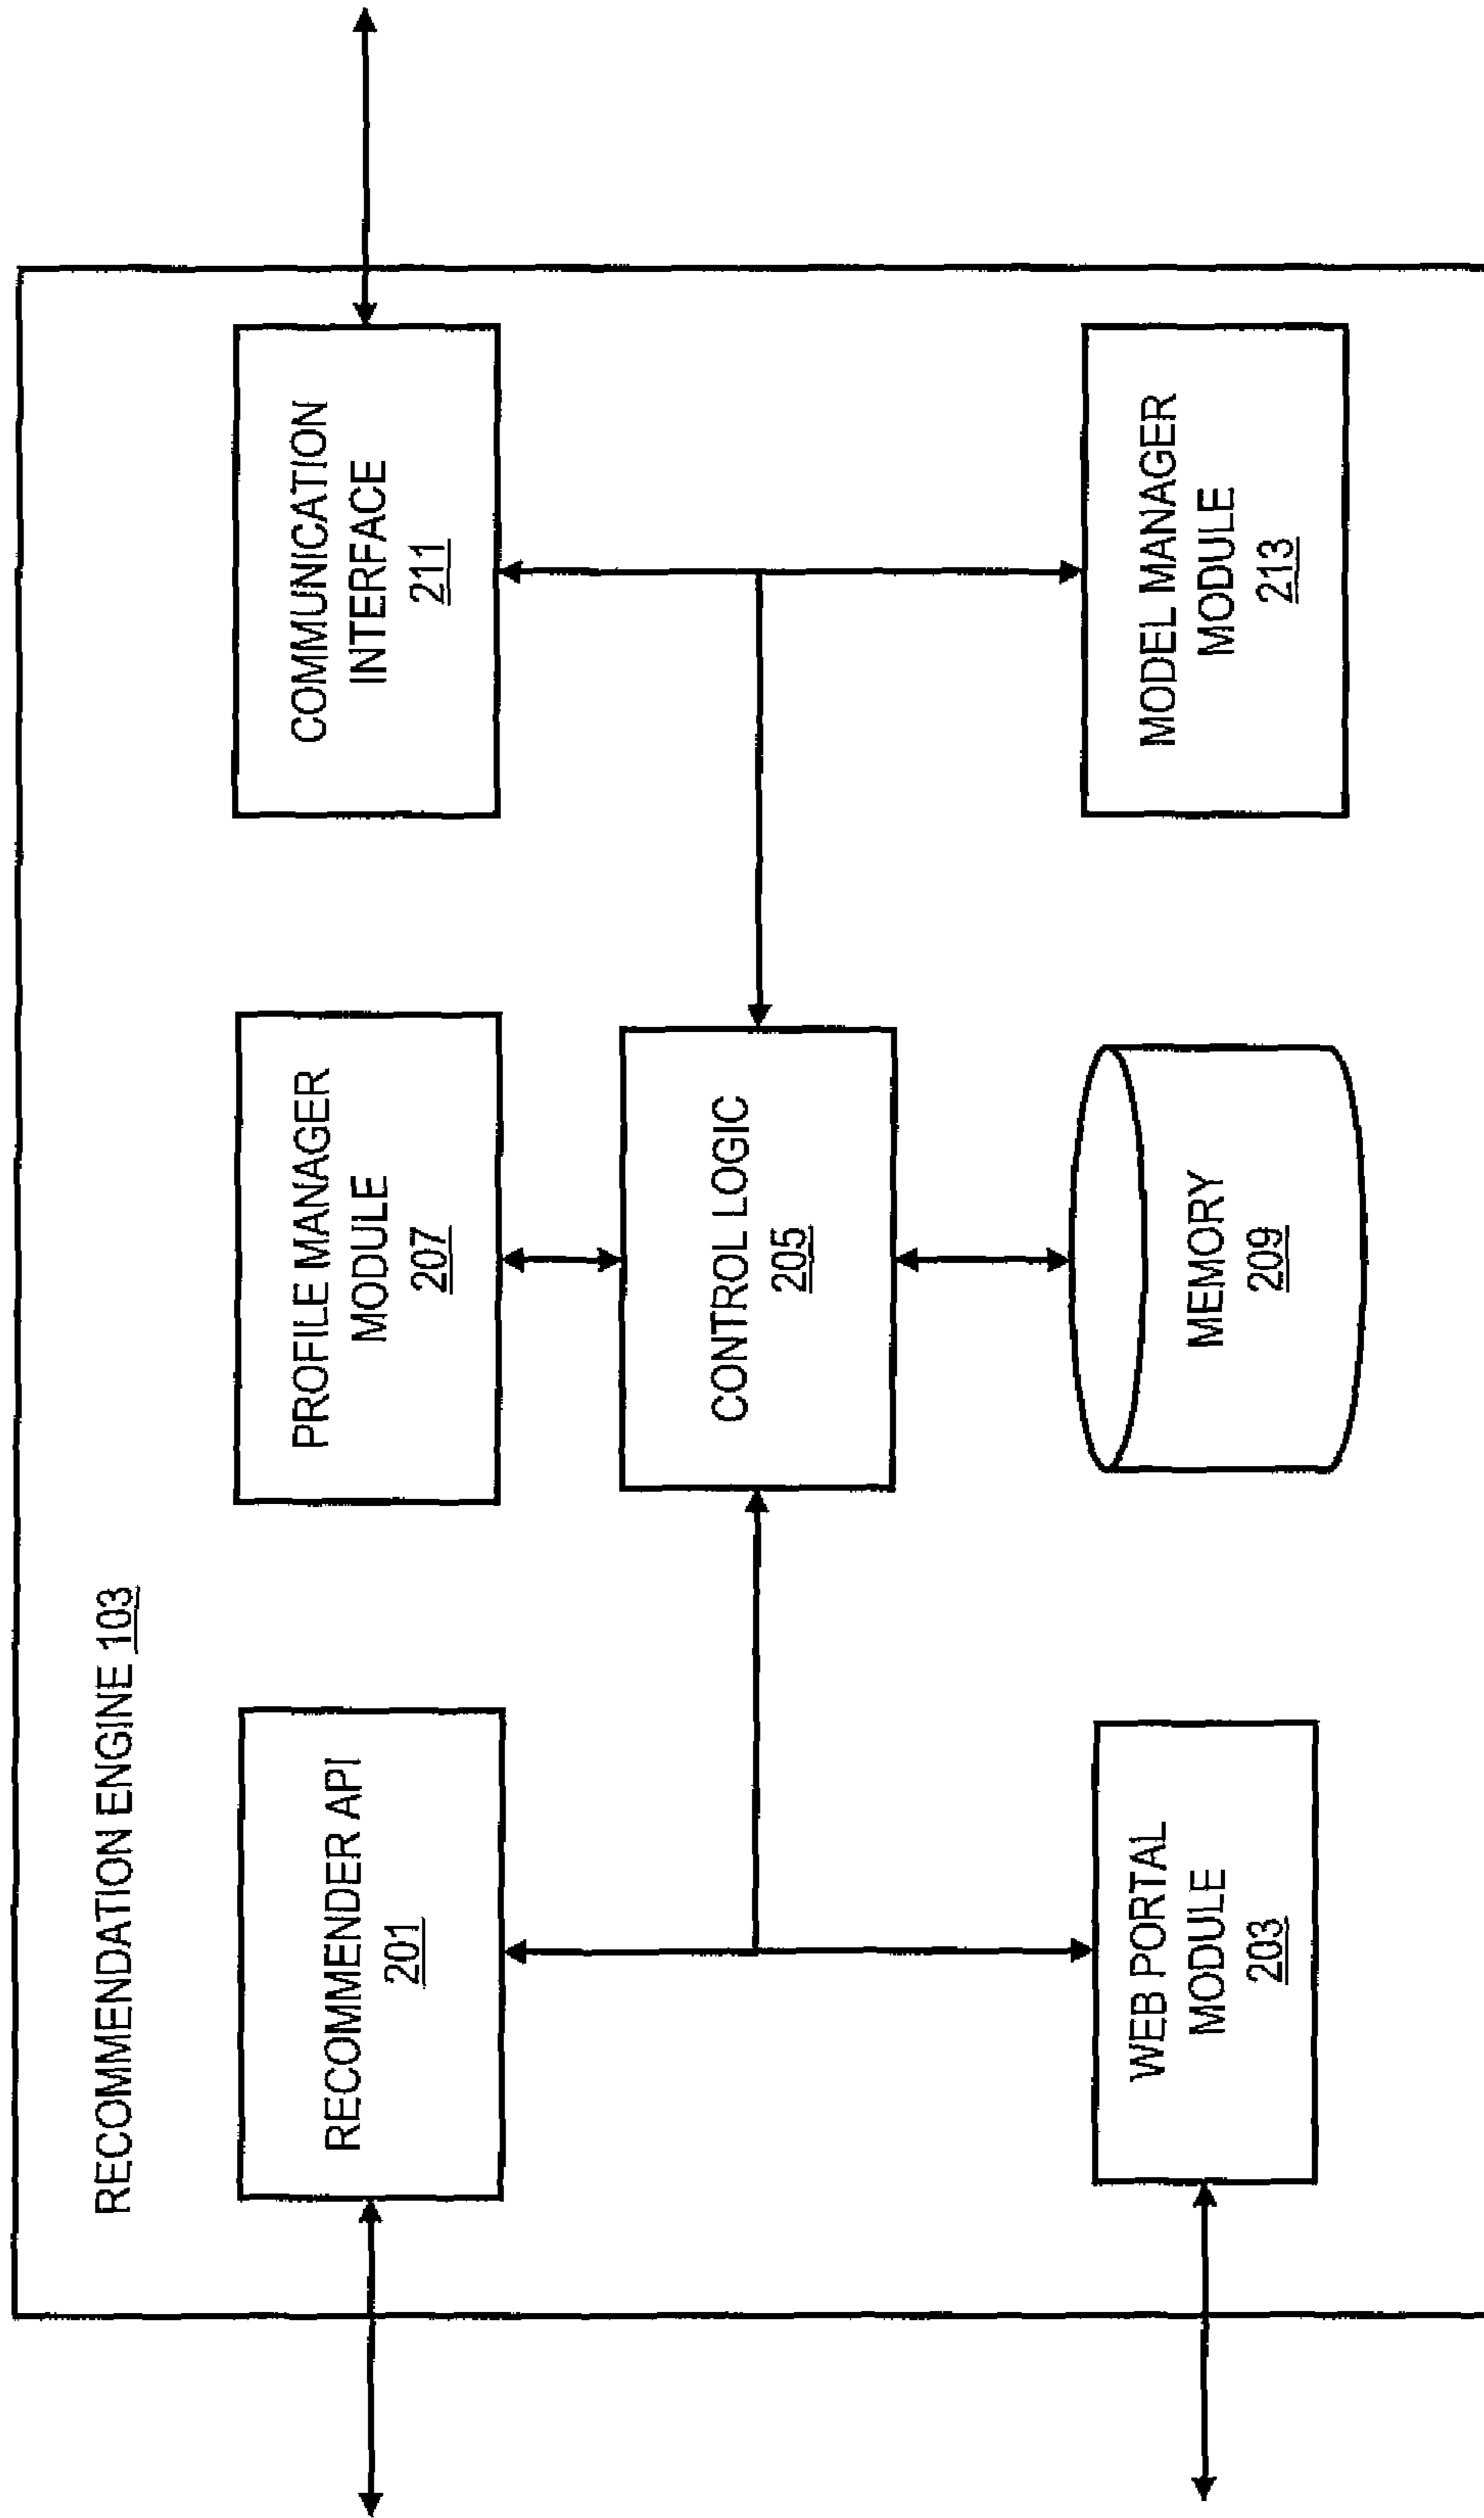 RECOMMENDATION ENGINE 103
RECOMMENDER API
201
PROFILE MANAGER
MODULE
207
COMMUNICATION
INTERFACE
211
CONTROL LOGIC
205
WEB PORTAL
MODULE
203
MEMORY
209
MODEL MANAGER
MODULE
213